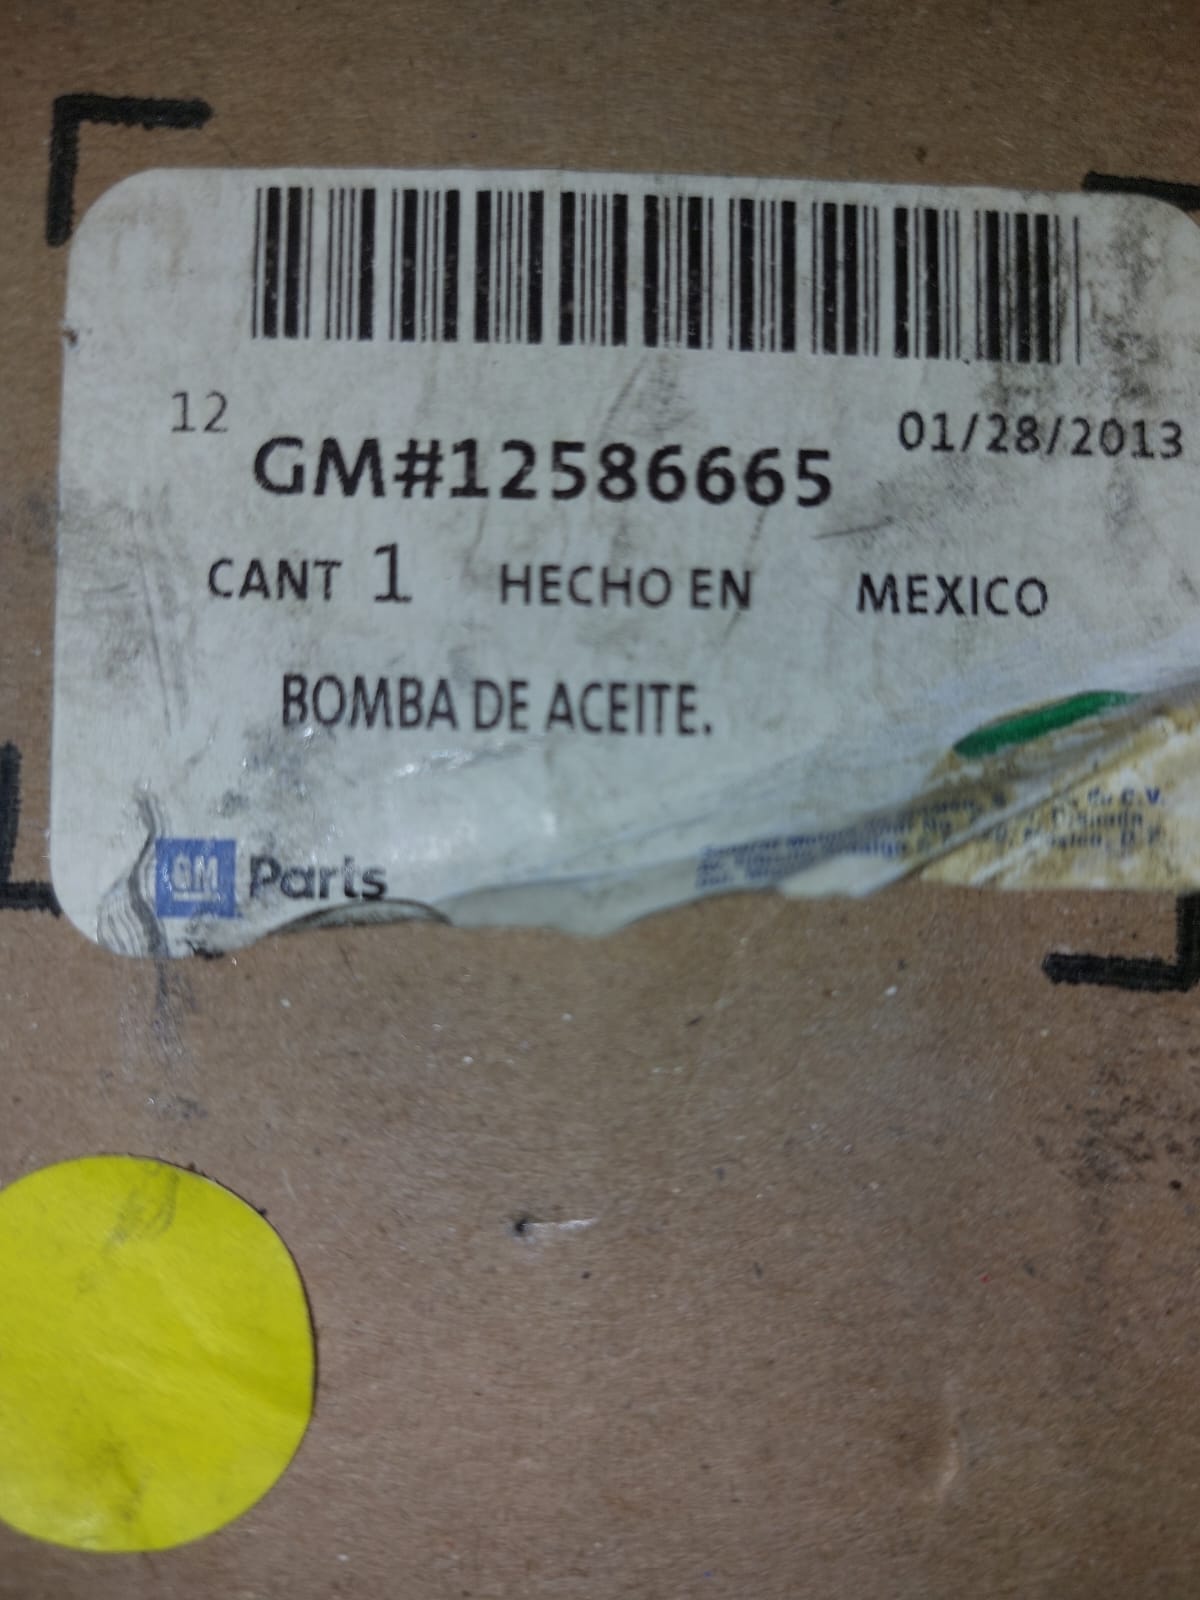 12
GM#12586665
01/28/2013
CANT 1 HECHO EN MEXICO
BOMBA DE ACEITE.
GM Parts